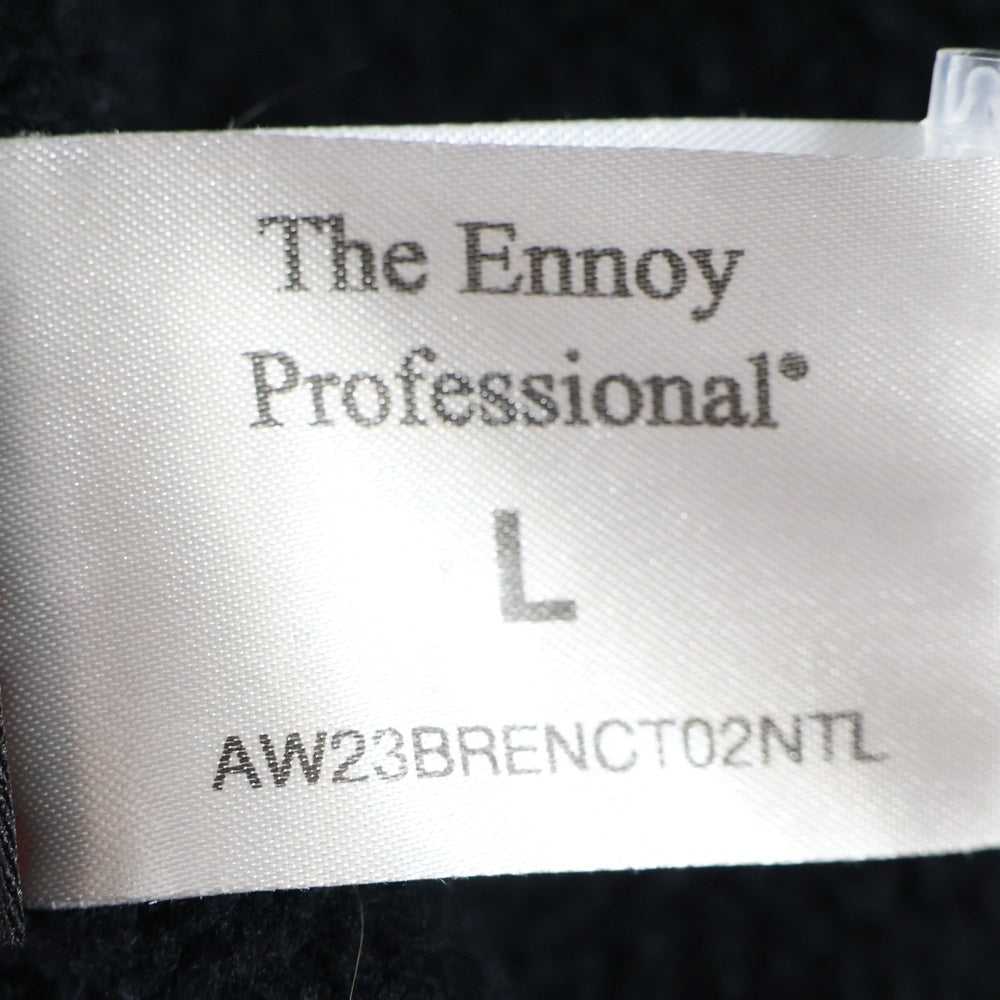 The Ennoy
Professional®
L
AW23BRENCT02NTL